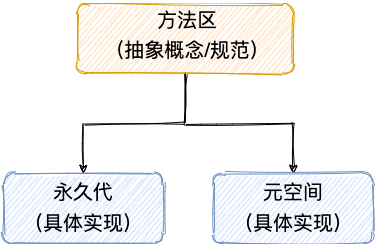 方法区
（抽象概念/规范）
永久代
（具体实现）
元空间
（具体实现）